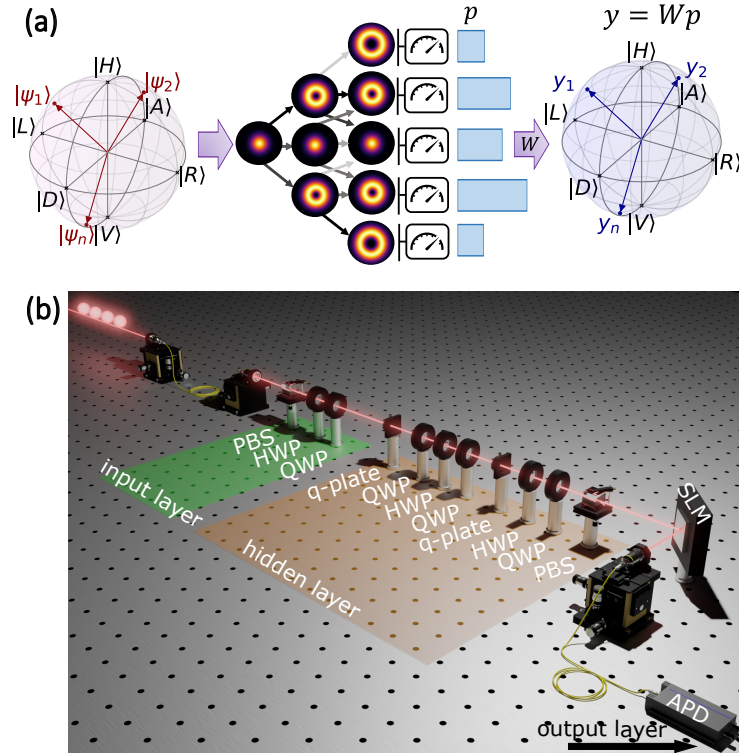 (a)
p
y = Wp
|H⟩
|ψ₁⟩
|ψ₂⟩
|A⟩
|L⟩
|R⟩
|D⟩
|ψₙ⟩
|V⟩
W
|H⟩
y₁
y₂
|A⟩
|L⟩
|R⟩
|D⟩
yₙ
|V⟩
(b)
PBS
HWP
QWP
input layer
q-plate
QWP
HWP
QWP
q-plate
HWP
QWP
PBS
hidden layer
SLM
APD
output layer